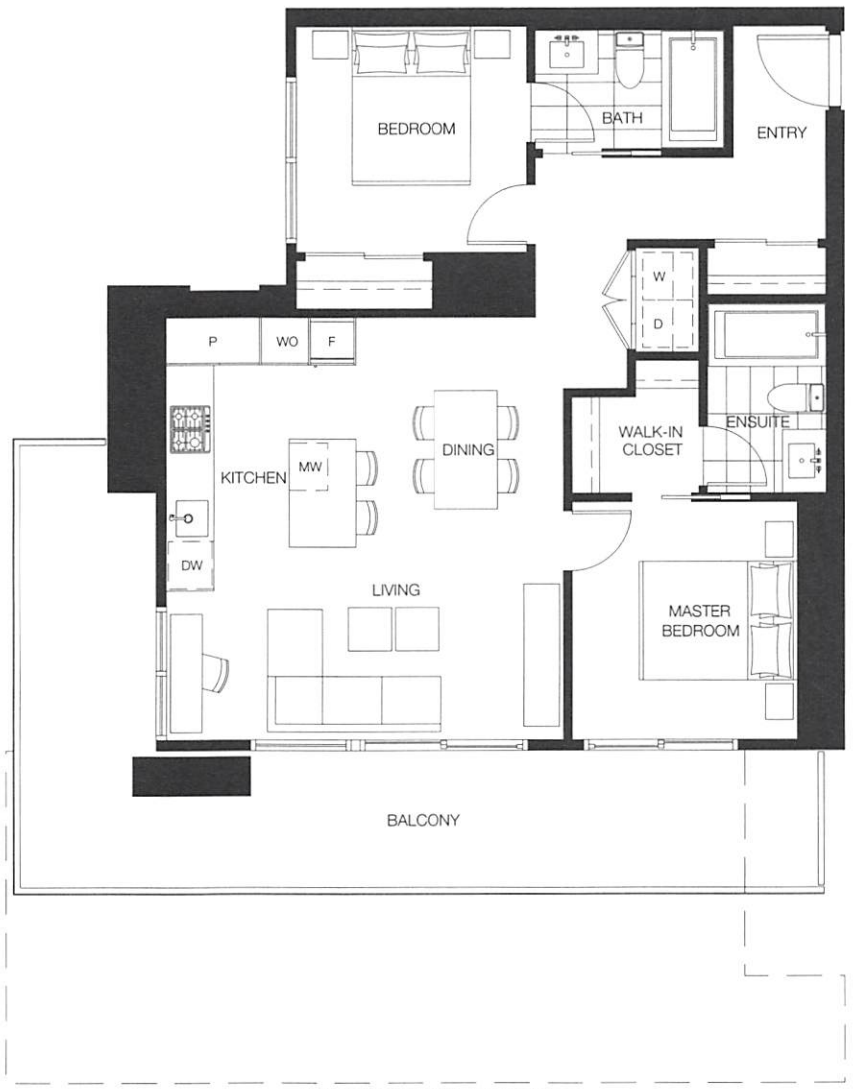 BEDROOM
BATH
ENTRY
W
D
P
WO
F
KITCHEN
MW
DINING
WALK-IN
CLOSET
ENSUITE
DW
LIVING
MASTER
BEDROOM
BALCONY